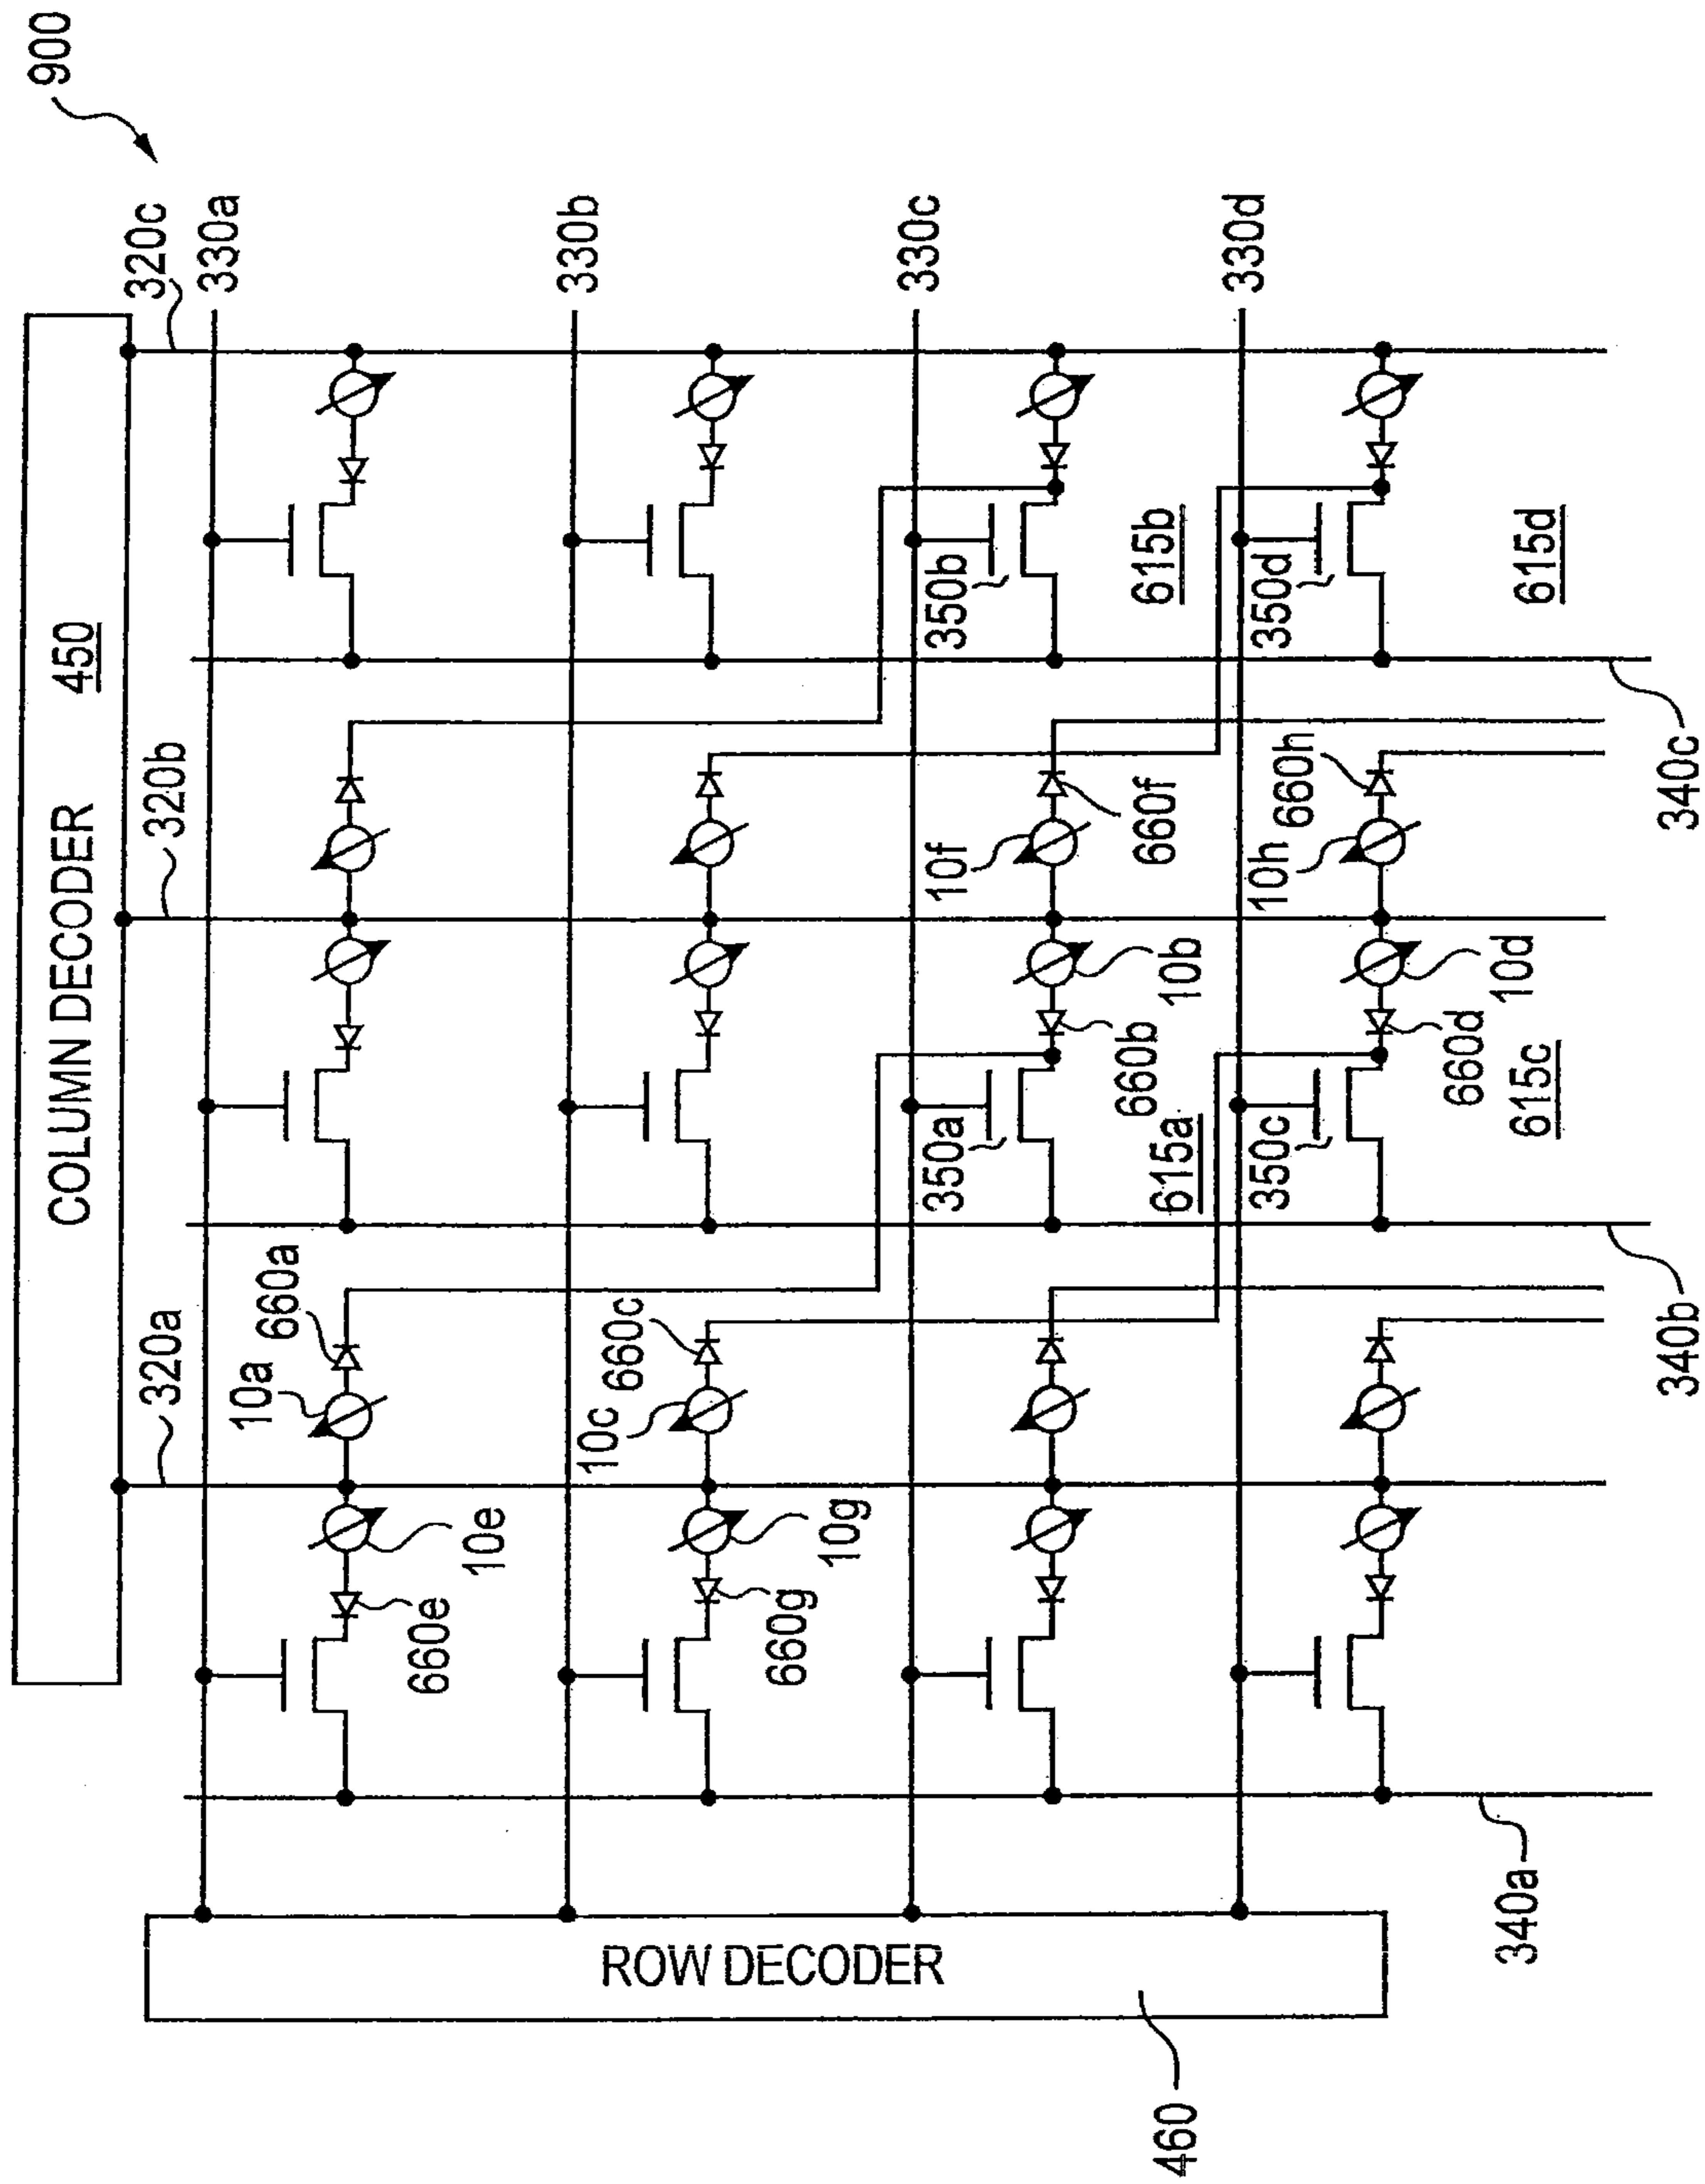 900
COLUMN DECODER 450
320a
320b
320c
330a
10a
660a
10e
660e
330b
10c
660c
10g
660g
330c
350a
615a
660b
10b
10f
660f
350b
615b
330d
350c
615c
660d
10d
10h
660h
350d
615d
ROW DECODER
460
340a
340b
340c